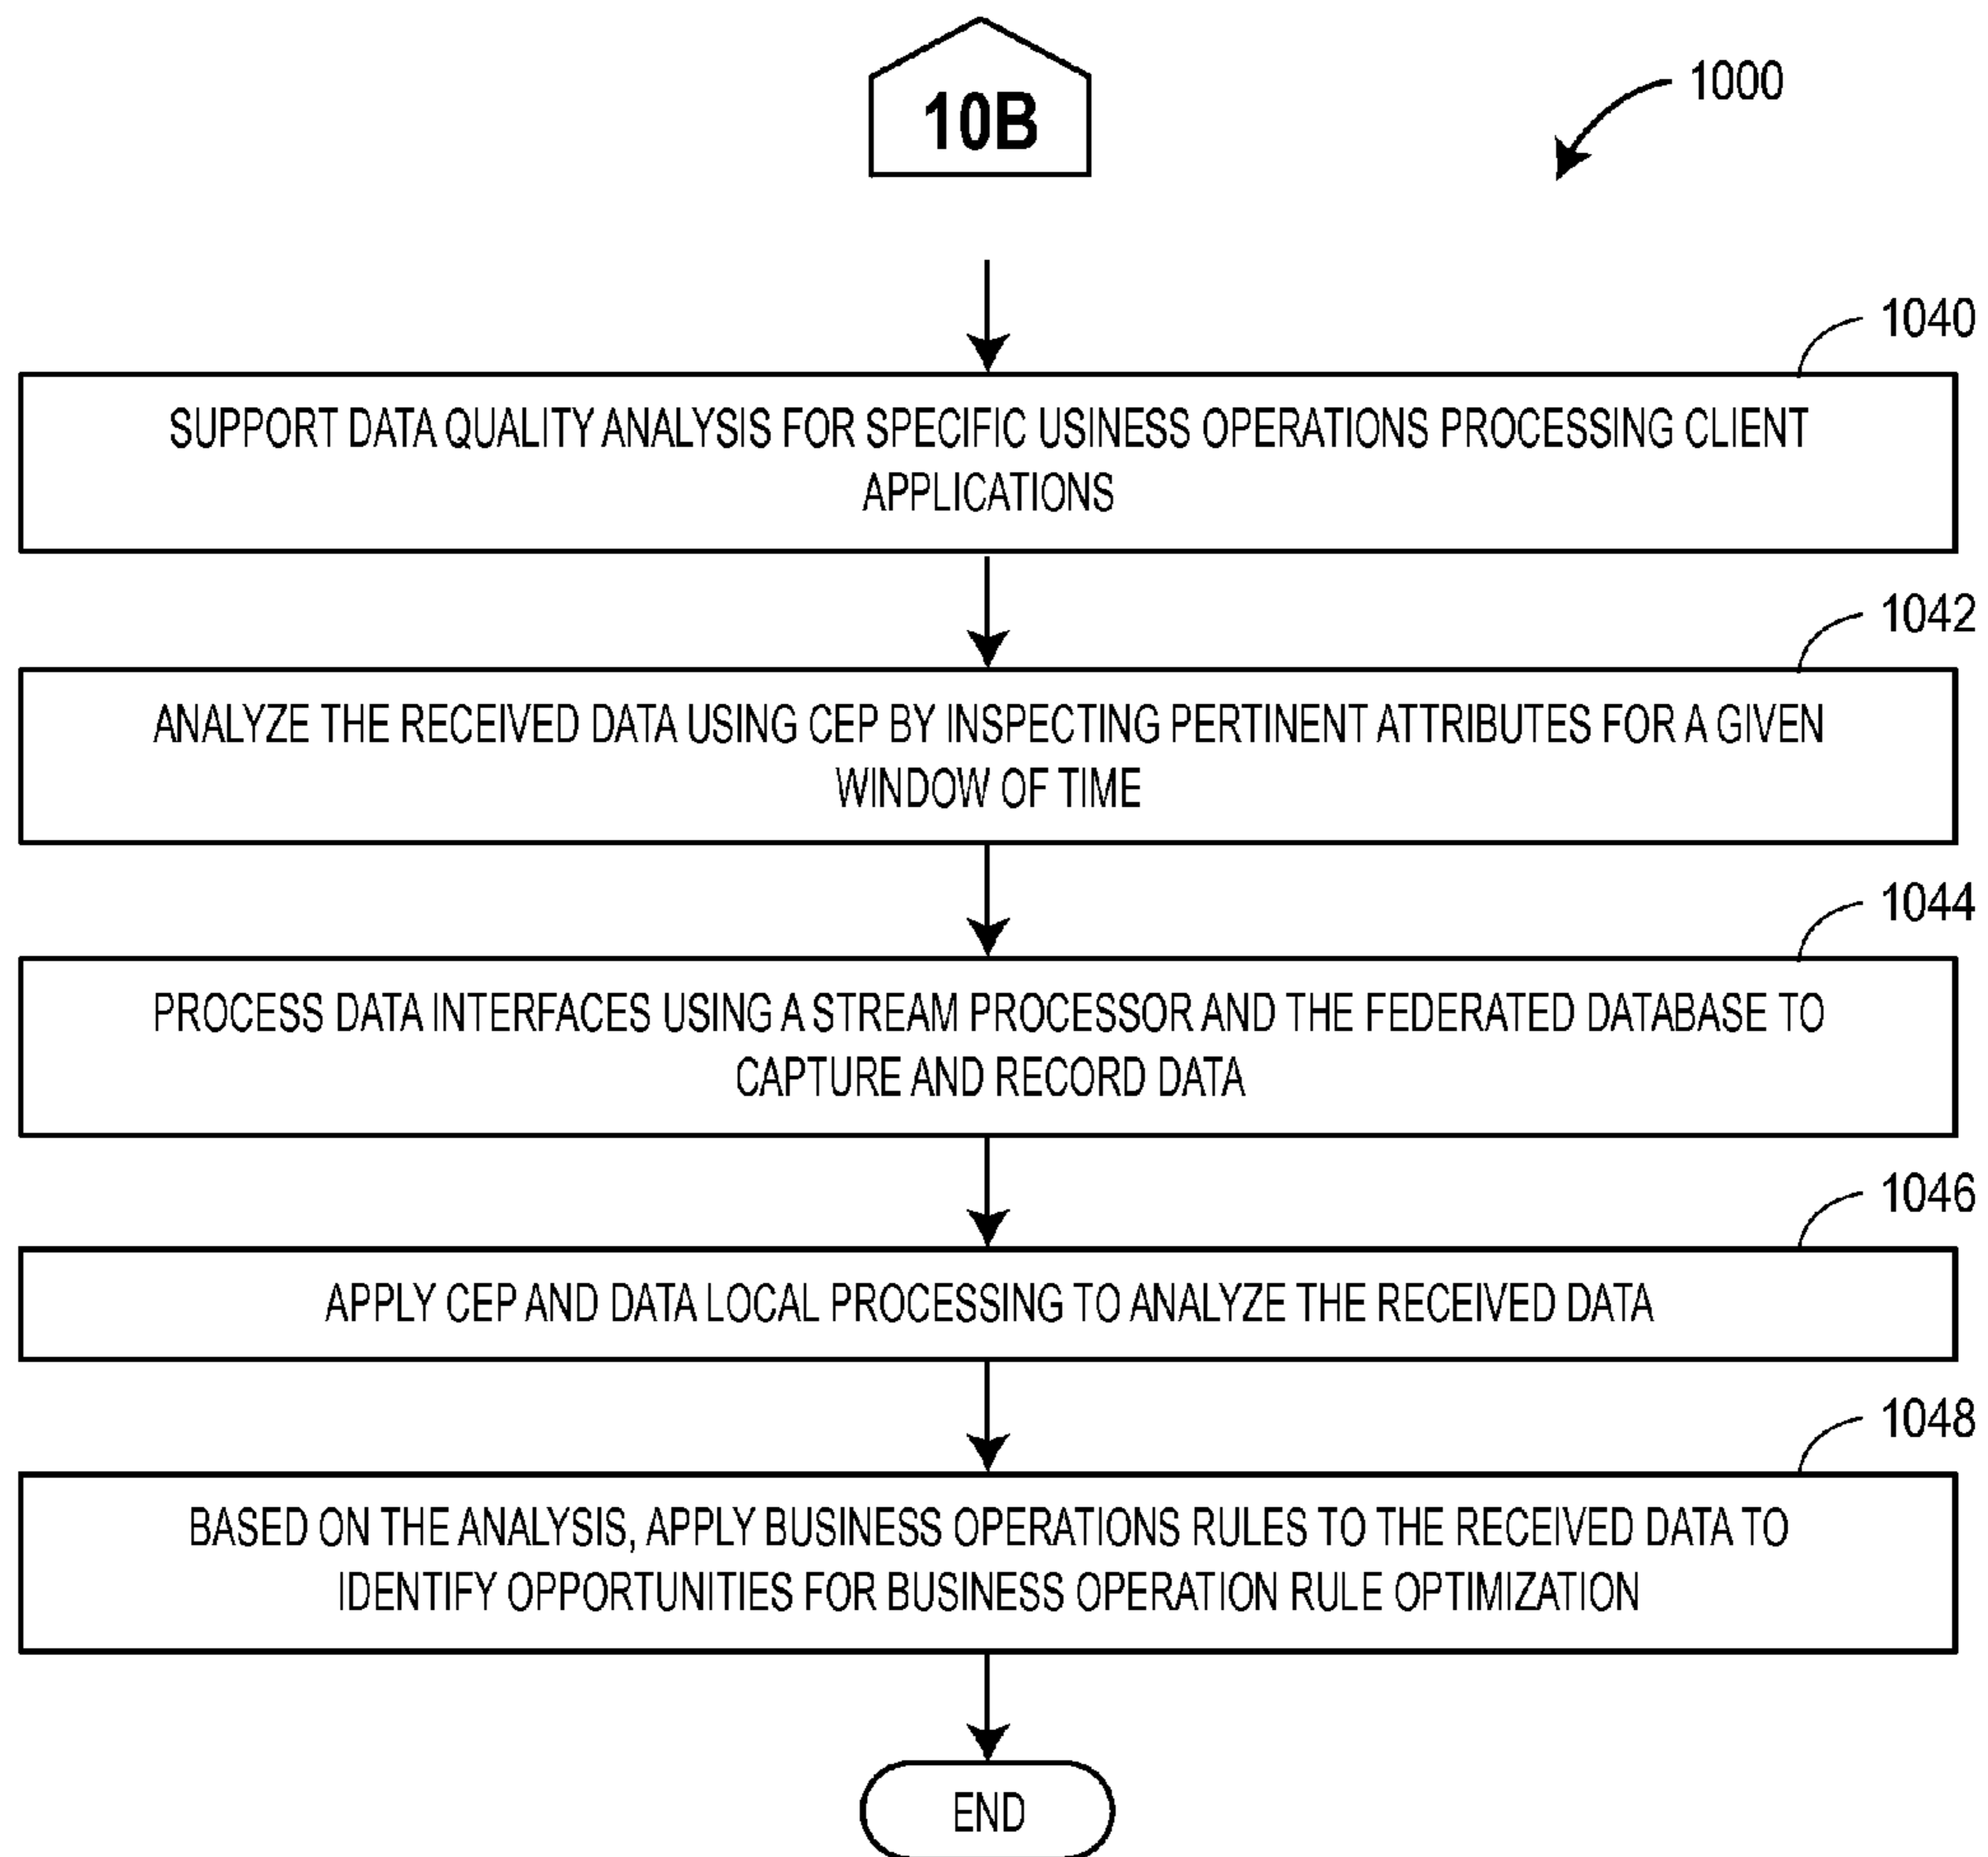 10B
1000
1040
SUPPORT DATA QUALITY ANALYSIS FOR SPECIFIC USINESS OPERATIONS PROCESSING CLIENT
APPLICATIONS
1042
ANALYZE THE RECEIVED DATA USING CEP BY INSPECTING PERTINENT ATTRIBUTES FOR A GIVEN
WINDOW OF TIME
1044
PROCESS DATA INTERFACES USING A STREAM PROCESSOR AND THE FEDERATED DATABASE TO
CAPTURE AND RECORD DATA
1046
APPLY CEP AND DATA LOCAL PROCESSING TO ANALYZE THE RECEIVED DATA
1048
BASED ON THE ANALYSIS, APPLY BUSINESS OPERATIONS RULES TO THE RECEIVED DATA TO
IDENTIFY OPPORTUNITIES FOR BUSINESS OPERATION RULE OPTIMIZATION
END